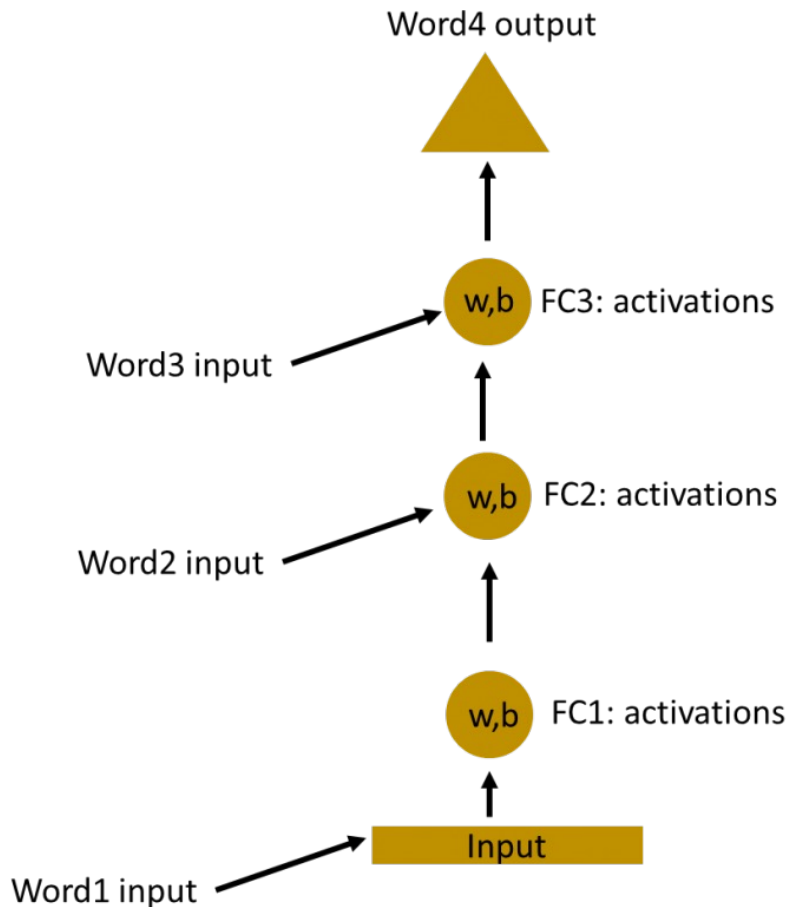 Word4 output
w,b
FC3: activations
Word3 input
w,b
FC2: activations
Word2 input
w,b
FC1: activations
Input
Word1 input